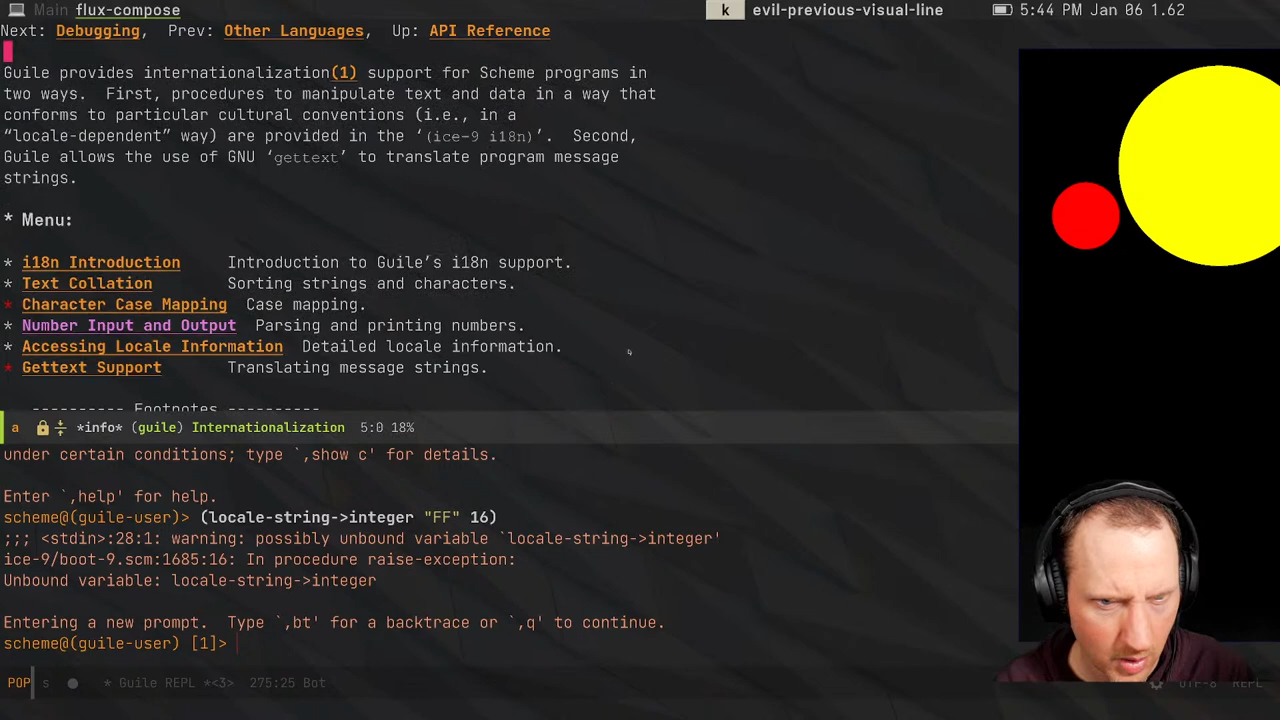 Main flux-compose k evil-previous-visual-line 5:44 PM Jan 06 1.62
Next: Debugging, Prev: Other Languages, Up: API Reference
Guile provides internationalization(1) support for Scheme programs in
two ways. First, procedures to manipulate text and data in a way that
conforms to particular cultural conventions (i.e., in a
“locale-dependent” way) are provided in the ‘(ice-9 i18n)’. Second,
Guile allows the use of GNU ‘gettext’ to translate program message
strings.
* Menu:
* i18n Introduction Introduction to Guile’s i18n support.
* Text Collation Sorting strings and characters.
* Character Case Mapping Case mapping.
* Number Input and Output Parsing and printing numbers.
* Accessing Locale Information Detailed locale information.
* Gettext Support Translating message strings.
---------- Footnotes ----------
a *info* (guile) Internationalization 5:0 18%
under certain conditions; type `,show c' for details.
Enter `,help' for help.
scheme@(guile-user)> (locale-string->integer "FF" 16)
;;; <stdin>:28:1: warning: possibly unbound variable `locale-string->integer'
ice-9/boot-9.scm:1685:16: In procedure raise-exception:
Unbound variable: locale-string->integer
Entering a new prompt. Type `,bt' for a backtrace or `,q' to continue.
scheme@(guile-user) [1]>
POP s * Guile REPL *<3> 275:25 Bot UTF-8 REPL